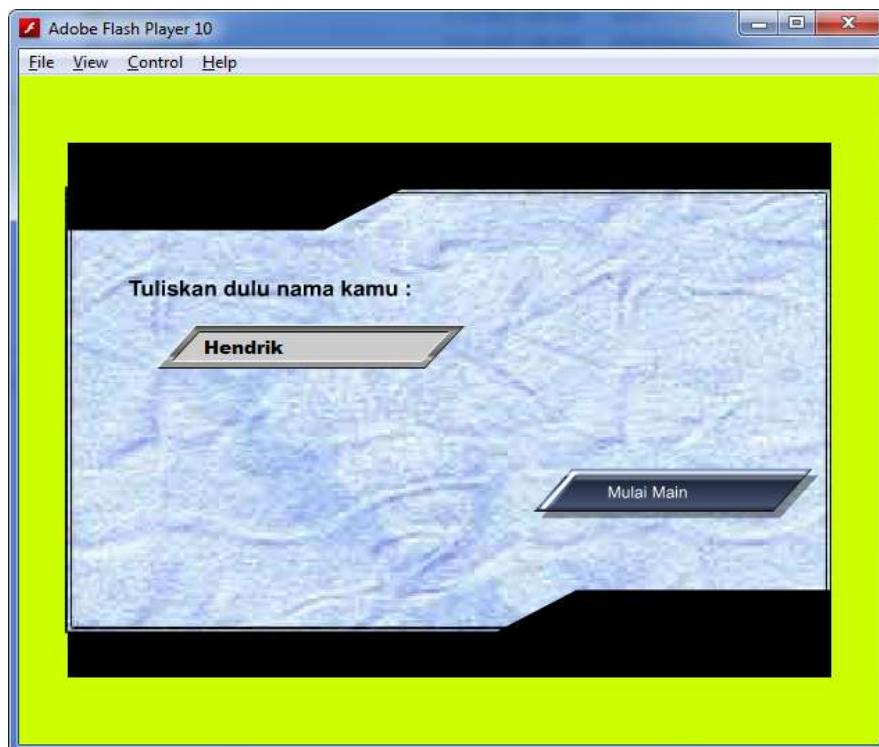 Adobe Flash Player 10
File View Control Help
Tuliskan dulu nama kamu :
Hendrik
Mulai Main